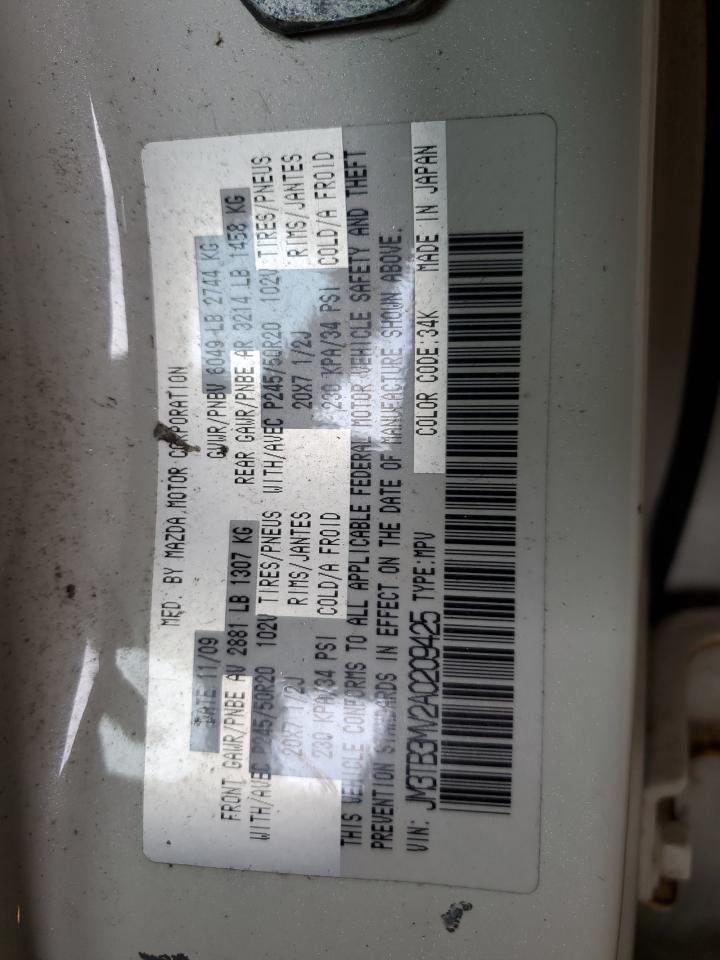 MFD. BY MAZDA MOTOR CORPORATION
DATE 11/09 GVWR/PNBV 6049 LB 2744 KG
FRONT GAWR/PNBE AV 2881 LB 1307 KG REAR GAWR/PNBE AR 3214 LB 1458 KG
WITH/AVEC P245/50R20 102V TIRES/PNEUS WITH/AVEC P245/50R20 102V TIRES/PNEUS
20X7 1/2J RIMS/JANTES 20X7 1/2J RIMS/JANTES
230 KPA/34 PSI COLD/A FROID 230 KPA/34 PSI COLD/A FROID
THIS VEHICLE CONFORMS TO ALL APPLICABLE FEDERAL MOTOR VEHICLE SAFETY AND THEFT
PREVENTION STANDARDS IN EFFECT ON THE DATE OF MANUFACTURE SHOWN ABOVE.
VIN: JM3TB3MV2A0209425 TYPE:MPV COLOR CODE:34K MADE IN JAPAN